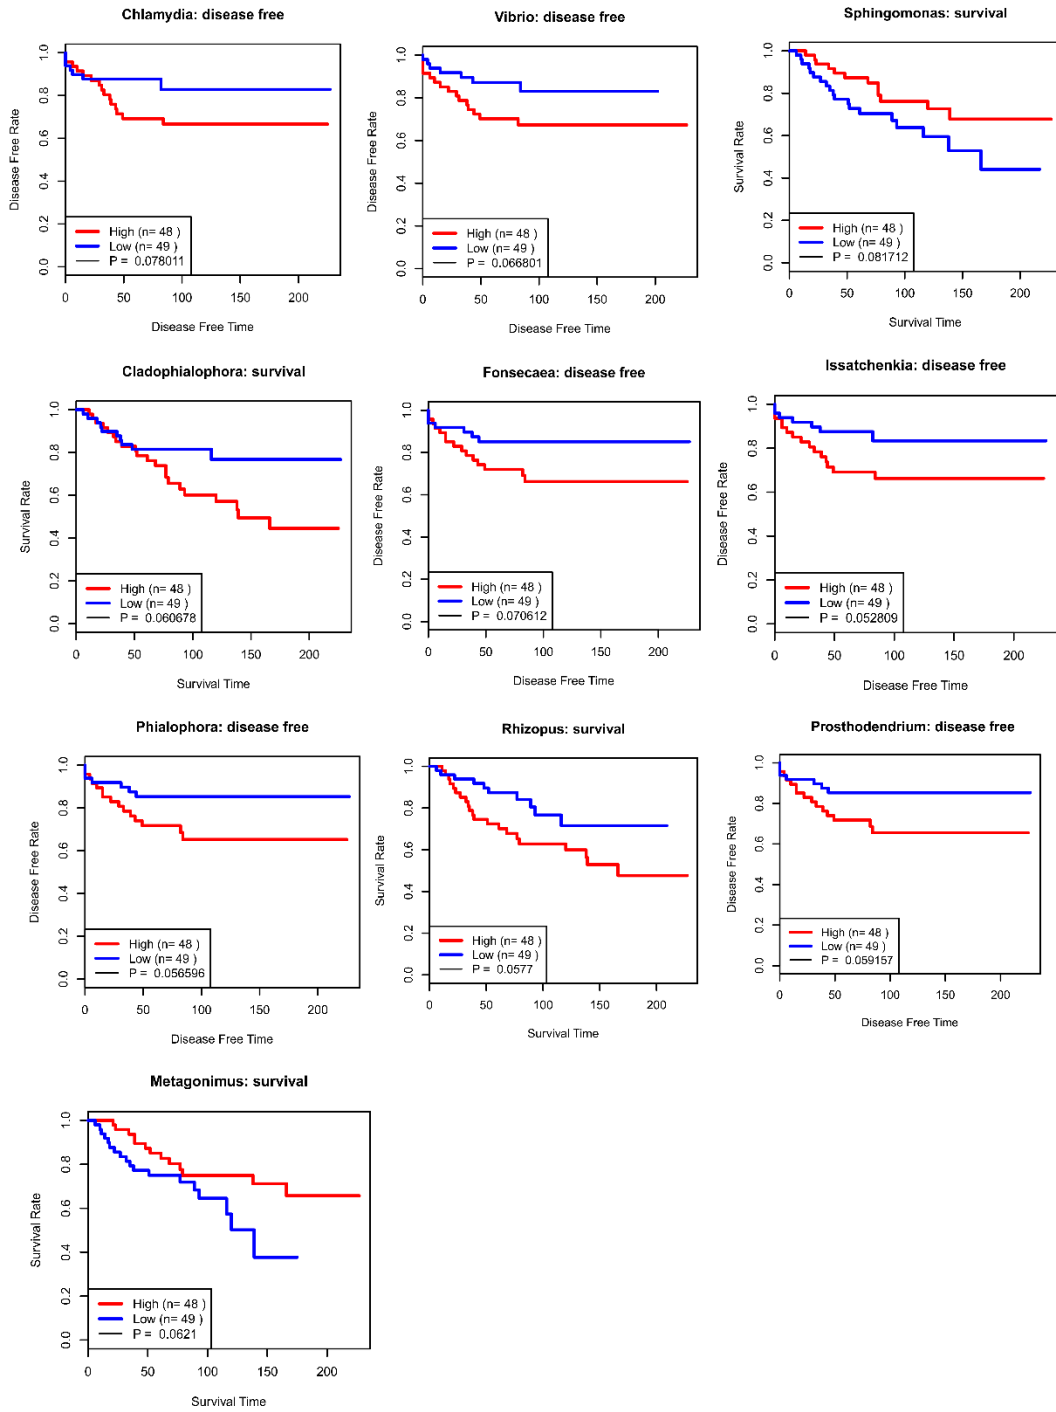 Chlamydia: disease free
Disease Free Rate
1.0
0.8
0.6
0.4
0.2
0.0
High (n= 48 )
Low (n= 49 )
P = 0.078011
0 50 100 150 200
Disease Free Time
Vibrio: disease free
Disease Free Rate
1.0
0.8
0.6
0.4
0.2
0.0
High (n= 48 )
Low (n= 49 )
P = 0.066801
0 50 100 150 200
Disease Free Time
Sphingomonas: survival
Survival Rate
1.0
0.8
0.6
0.4
0.2
0.0
High (n= 48 )
Low (n= 49 )
P = 0.081712
0 50 100 150 200
Survival Time
Cladophialophora: survival
Survival Rate
1.0
0.8
0.6
0.4
0.2
0.0
High (n= 48 )
Low (n= 49 )
P = 0.060678
0 50 100 150 200
Survival Time
Fonsecaea: disease free
Disease Free Rate
1.0
0.8
0.6
0.4
0.2
0.0
High (n= 48 )
Low (n= 49 )
P = 0.070612
0 50 100 150 200
Disease Free Time
Issatchenkia: disease free
Disease Free Rate
1.0
0.8
0.6
0.4
0.2
0.0
High (n= 48 )
Low (n= 49 )
P = 0.052809
0 50 100 150 200
Disease Free Time
Phialophora: disease free
Disease Free Rate
1.0
0.8
0.6
0.4
0.2
0.0
High (n= 48 )
Low (n= 49 )
P = 0.056596
0 50 100 150 200
Disease Free Time
Rhizopus: survival
Survival Rate
1.0
0.8
0.6
0.4
0.2
0.0
High (n= 48 )
Low (n= 49 )
P = 0.0577
0 50 100 150 200
Survival Time
Prosthodendrium: disease free
Disease Free Rate
1.0
0.8
0.6
0.4
0.2
0.0
High (n= 48 )
Low (n= 49 )
P = 0.059157
0 50 100 150 200
Disease Free Time
Metagonimus: survival
Survival Rate
1.0
0.8
0.6
0.4
0.2
0.0
High (n= 48 )
Low (n= 49 )
P = 0.0621
0 50 100 150 200
Survival Time